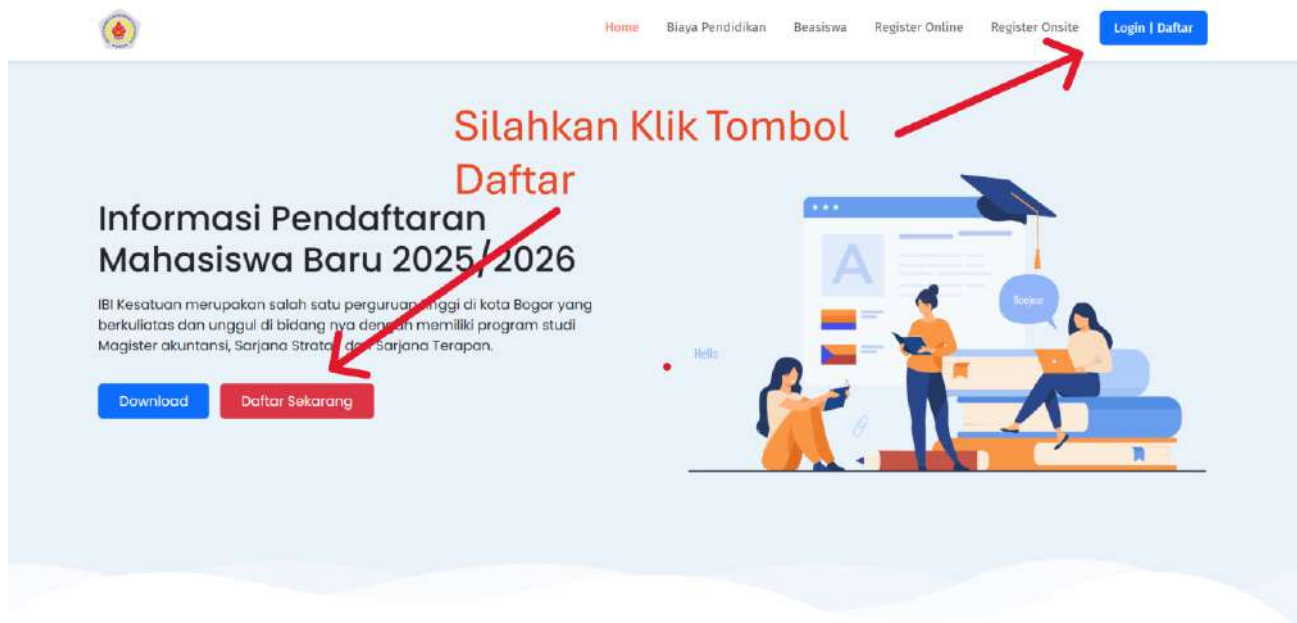 Home Biaya Pendidikan Beasiswa Register Online Register Onsite Login | Daftar
Silahkan Klik Tombol
Daftar
Informasi Pendaftaran
Mahasiswa Baru 2025/2026
IBI Kesatuan merupakan salah satu perguruan tinggi di kota Bogor yang
berkuliatas dan unggul di bidang nya dengan memiliki program studi
Magister akuntansi, Sarjana Strata dan Sarjana Terapan.
Download Daftar Sekarang
A
Bonjour
Hello